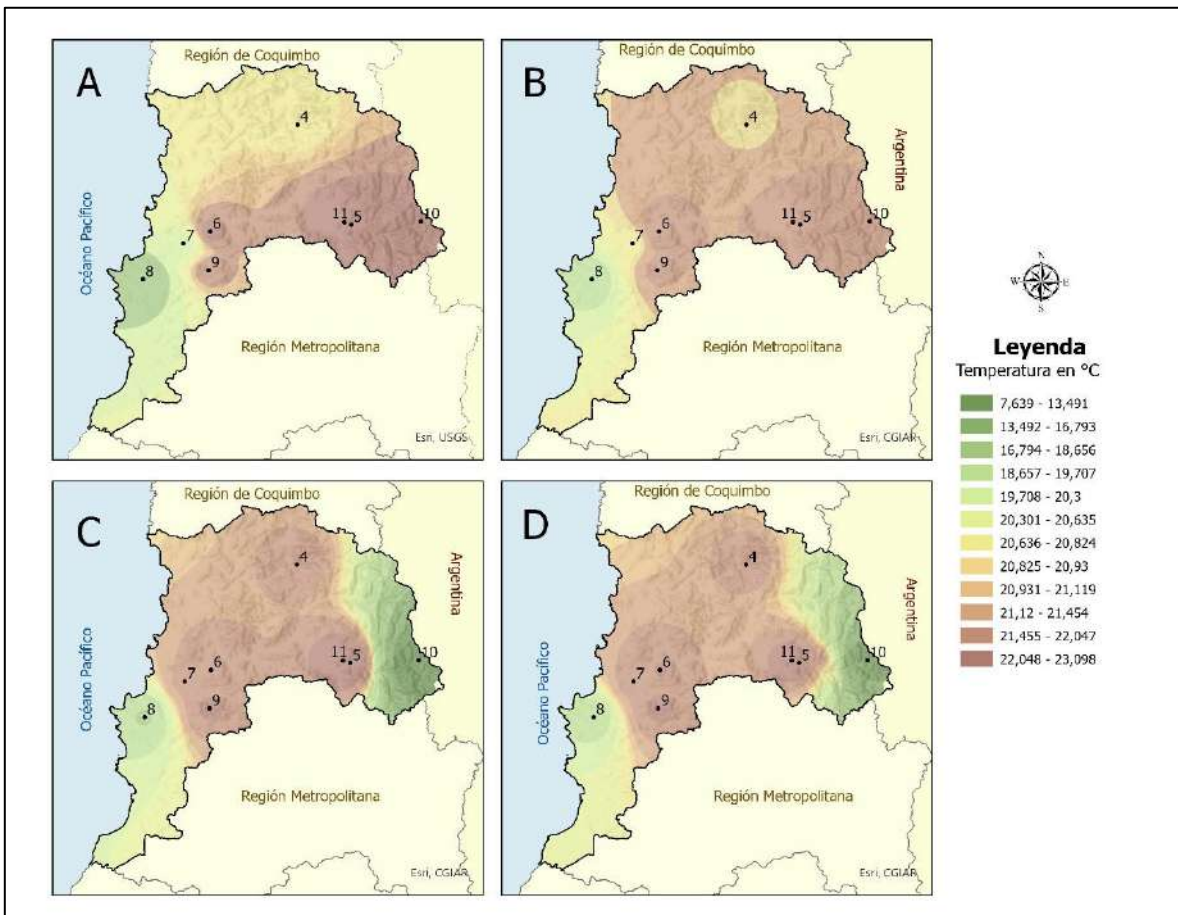 Región de Coquimbo
A
4
Océano Pacífico
6
7
11
5
10
9
8
Región Metropolitana
Esri, USGS
Región de Coquimbo
B
4
Argentina
Océano Pacífico
6
7
11
5
10
9
8
Región Metropolitana
Esri, CGIAR
Región de Coquimbo
C
4
Argentina
Océano Pacífico
6
7
11
5
10
9
8
Región Metropolitana
Esri, CGIAR
Región de Coquimbo
D
4
Argentina
Océano Pacífico
6
7
11
5
10
9
8
Región Metropolitana
Esri, CGIAR
N
W
E
S
Leyenda
Temperatura en °C
7,639 - 13,491
13,492 - 16,793
16,794 - 18,656
18,657 - 19,707
19,708 - 20,3
20,301 - 20,635
20,636 - 20,824
20,825 - 20,93
20,931 - 21,119
21,12 - 21,454
21,455 - 22,047
22,048 - 23,098